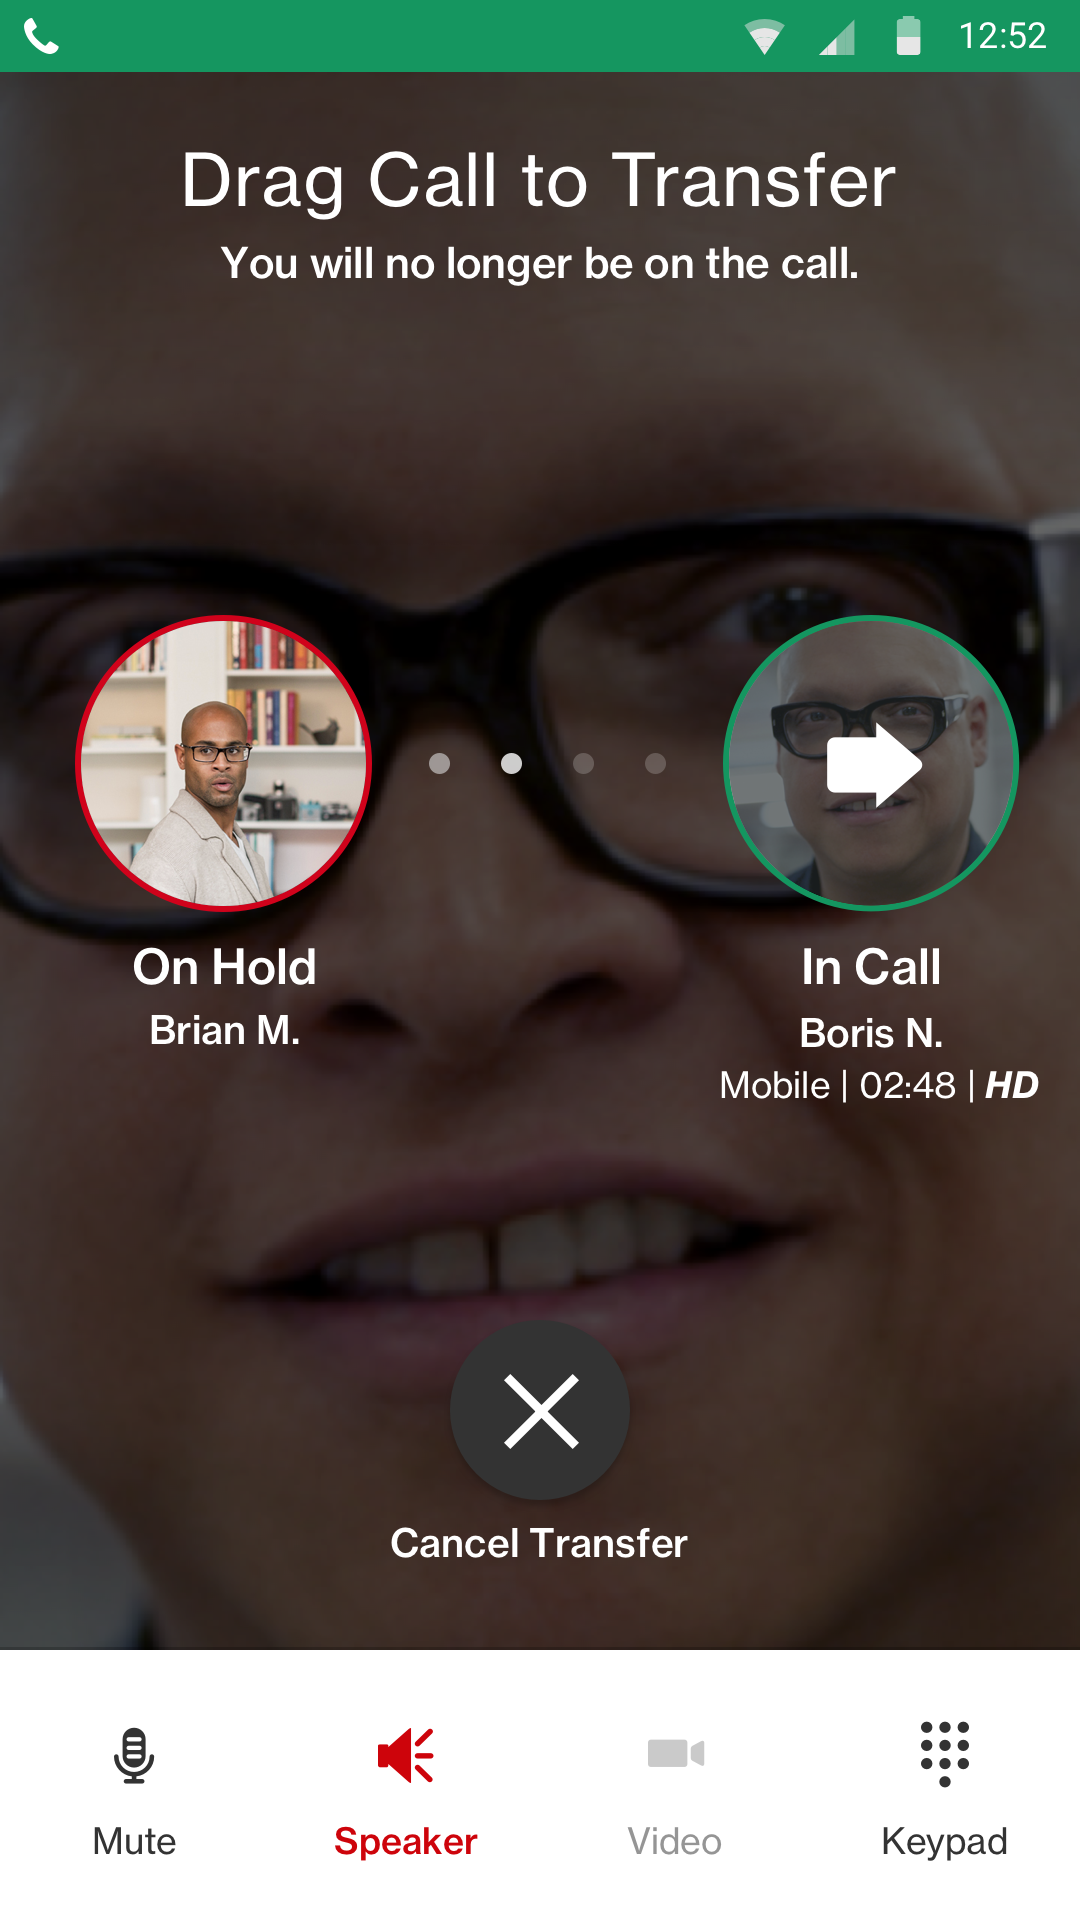 12:52
Drag Call to Transfer
You will no longer be on the call.
On Hold
Brian M.
In Call
Boris N.
Mobile | 02:48 | HD
Cancel Transfer
Mute
Speaker
Video
Keypad